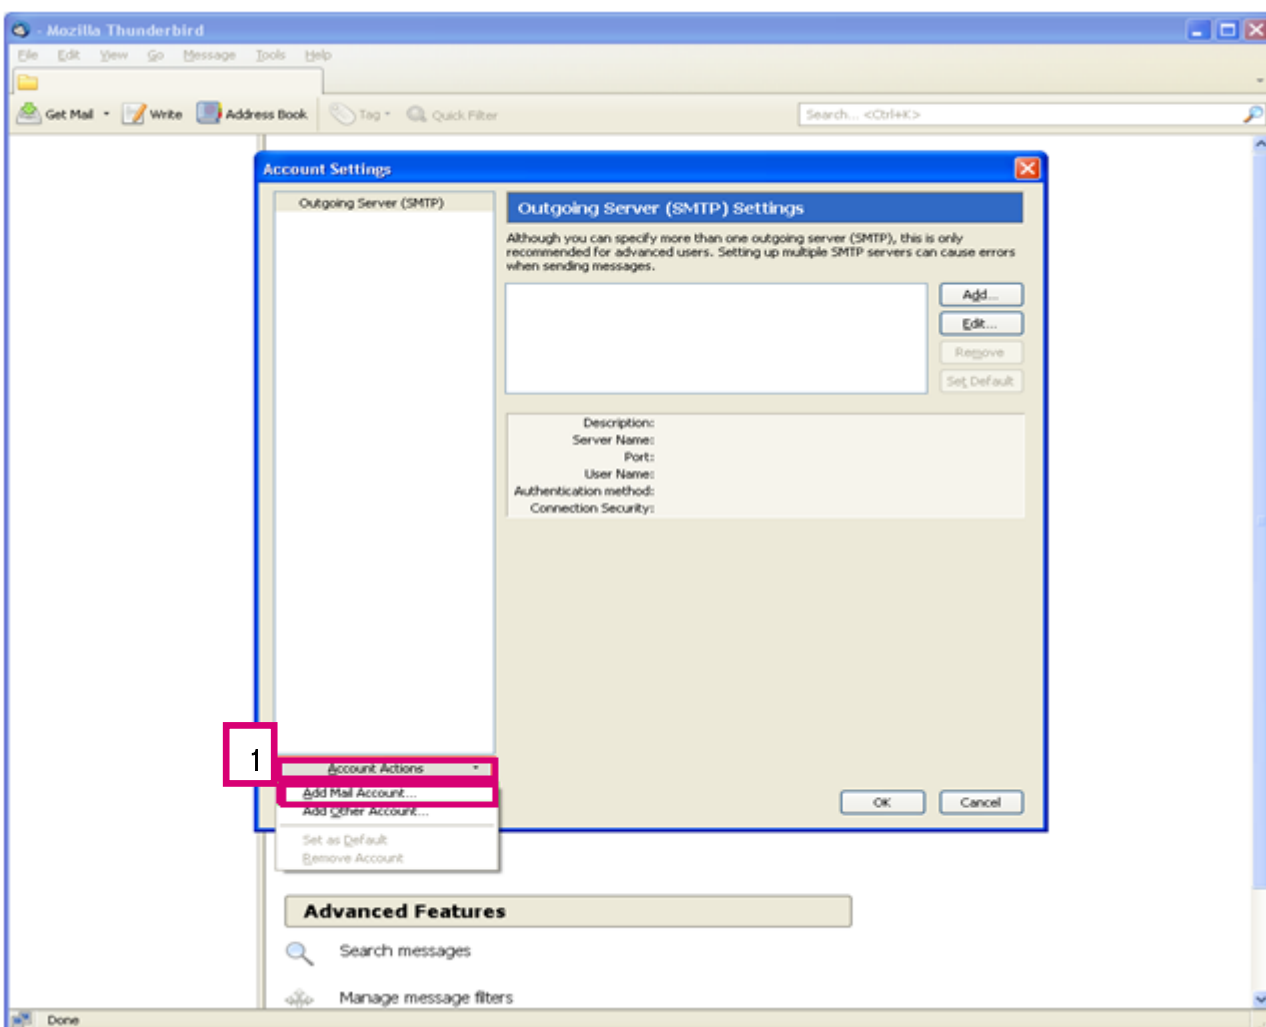 - Mozilla Thunderbird
File Edit View Go Message Tools Help
Get Mail Write Address Book Tag Quick Filter Search... <Ctrl+K>
Account Settings
Outgoing Server (SMTP)
Outgoing Server (SMTP) Settings
Although you can specify more than one outgoing server (SMTP), this is only
recommended for advanced users. Setting up multiple SMTP servers can cause errors
when sending messages.
Add...
Edit...
Remove
Set Default
Description:
Server Name:
Port:
User Name:
Authentication method:
Connection Security:
1
Account Actions
Add Mail Account...
Add Other Account...
Set as Default
Remove Account
OK Cancel
Advanced Features
Search messages
Manage message filters
Done